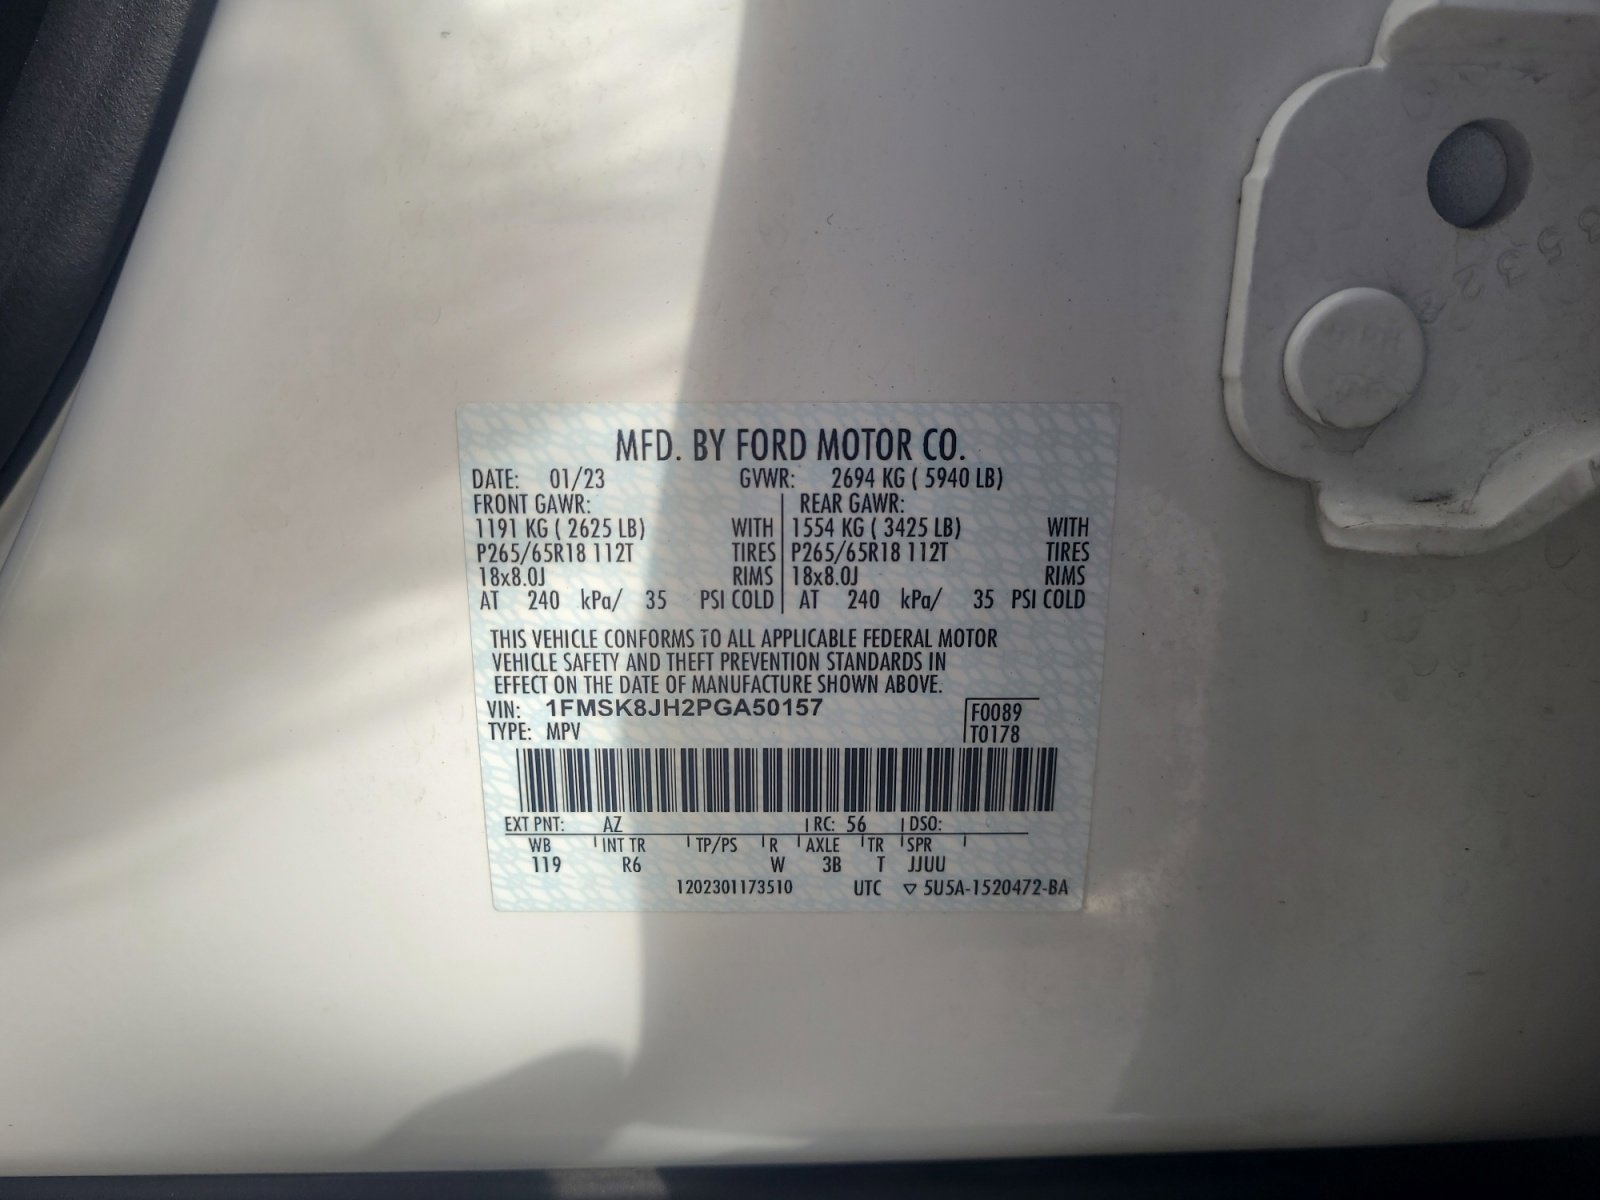 MFD. BY FORD MOTOR CO.
DATE: 01/23 GVWR: 2694 KG ( 5940 LB)
FRONT GAWR: REAR GAWR:
1191 KG ( 2625 LB) WITH 1554 KG ( 3425 LB) WITH
P265/65R18 112T TIRES P265/65R18 112T TIRES
18x8.0J RIMS 18x8.0J RIMS
AT 240 kPa/ 35 PSI COLD AT 240 kPa/ 35 PSI COLD
THIS VEHICLE CONFORMS TO ALL APPLICABLE FEDERAL MOTOR
VEHICLE SAFETY AND THEFT PREVENTION STANDARDS IN
EFFECT ON THE DATE OF MANUFACTURE SHOWN ABOVE.
VIN: 1FMSK8JH2PGA50157 F0089
TYPE: MPV T0178
EXT PNT: AZ RC: 56 DSO:
WB INT TR TP/PS R AXLE TR SPR
119 R6 W 3B T JJUU
1202301173510 UTC ▽ 5U5A-1520472-BA